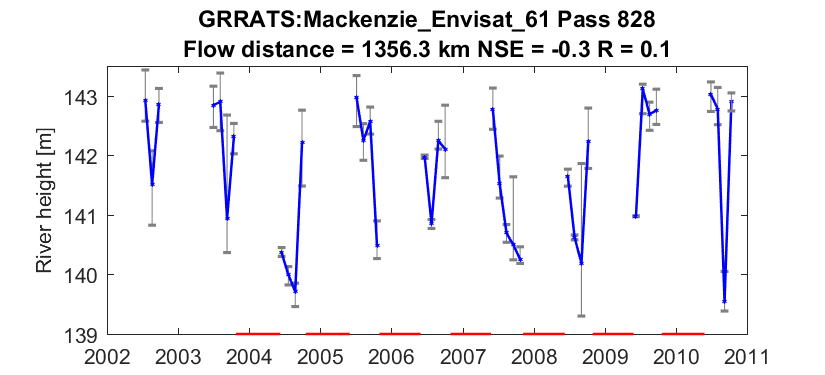 GRRATS:Mackenzie_Envisat_61 Pass 828
Flow distance = 1356.3 km NSE = -0.3 R = 0.1
River height [m]
143
142
141
140
139
2002 2003 2004 2005 2006 2007 2008 2009 2010 2011